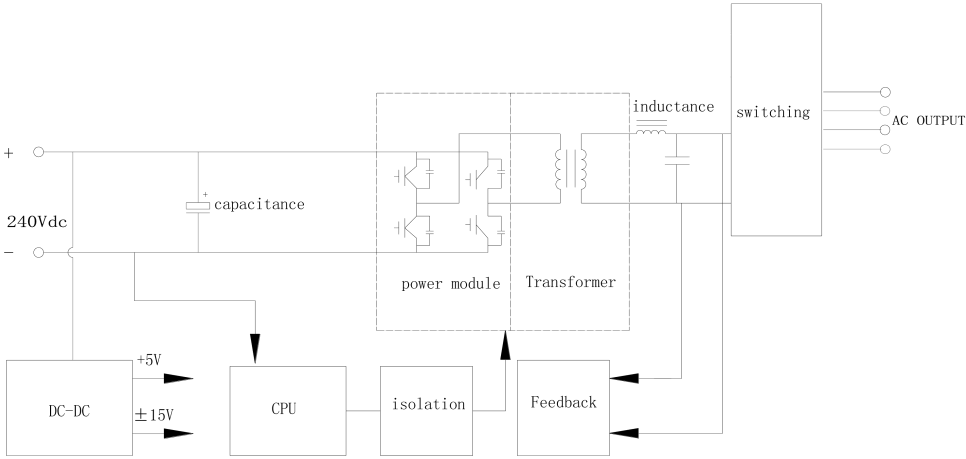 inductance
switching
AC OUTPUT
+
240Vdc
−
+
capacitance
power module
Transformer
+5V
±15V
DC-DC
CPU
isolation
Feedback